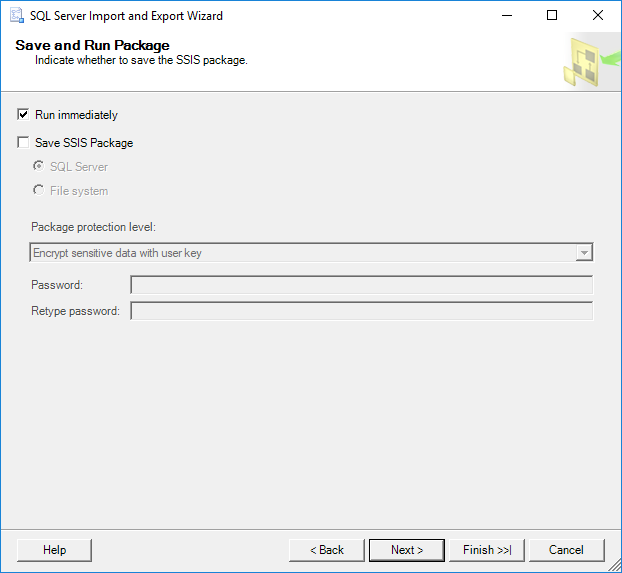 SQL Server Import and Export Wizard
Save and Run Package
Indicate whether to save the SSIS package.
Run immediately
Save SSIS Package
SQL Server
File system
Package protection level:
Encrypt sensitive data with user key
Password:
Retype password:
Help
< Back
Next >
Finish >>|
Cancel